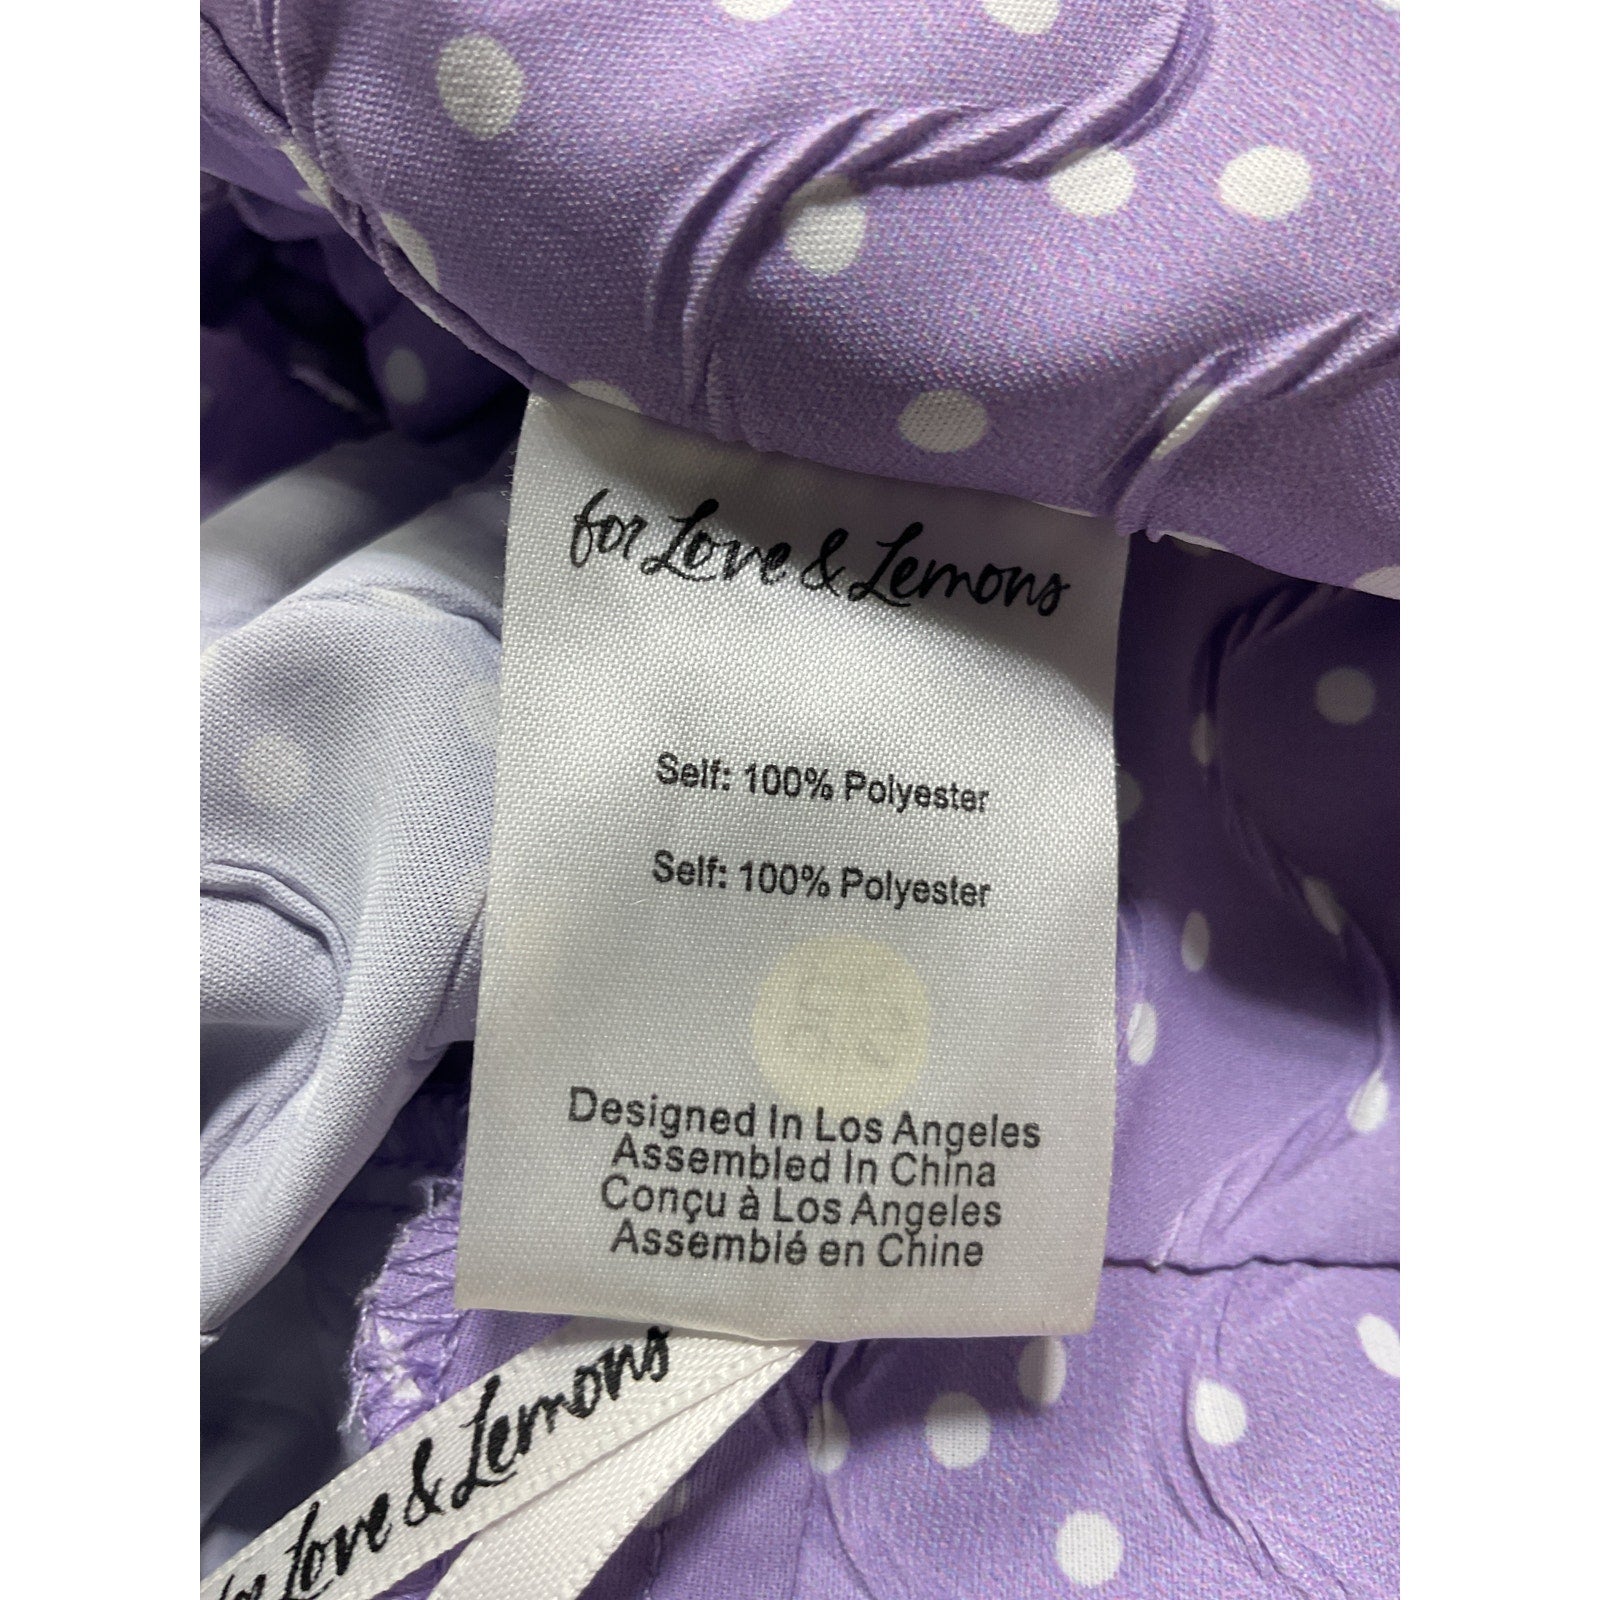 for Love & Lemons
Self: 100% Polyester
Self: 100% Polyester
Designed In Los Angeles
Assembled In China
Conçu à Los Angeles
Assemblé en Chine
for Love & Lemons